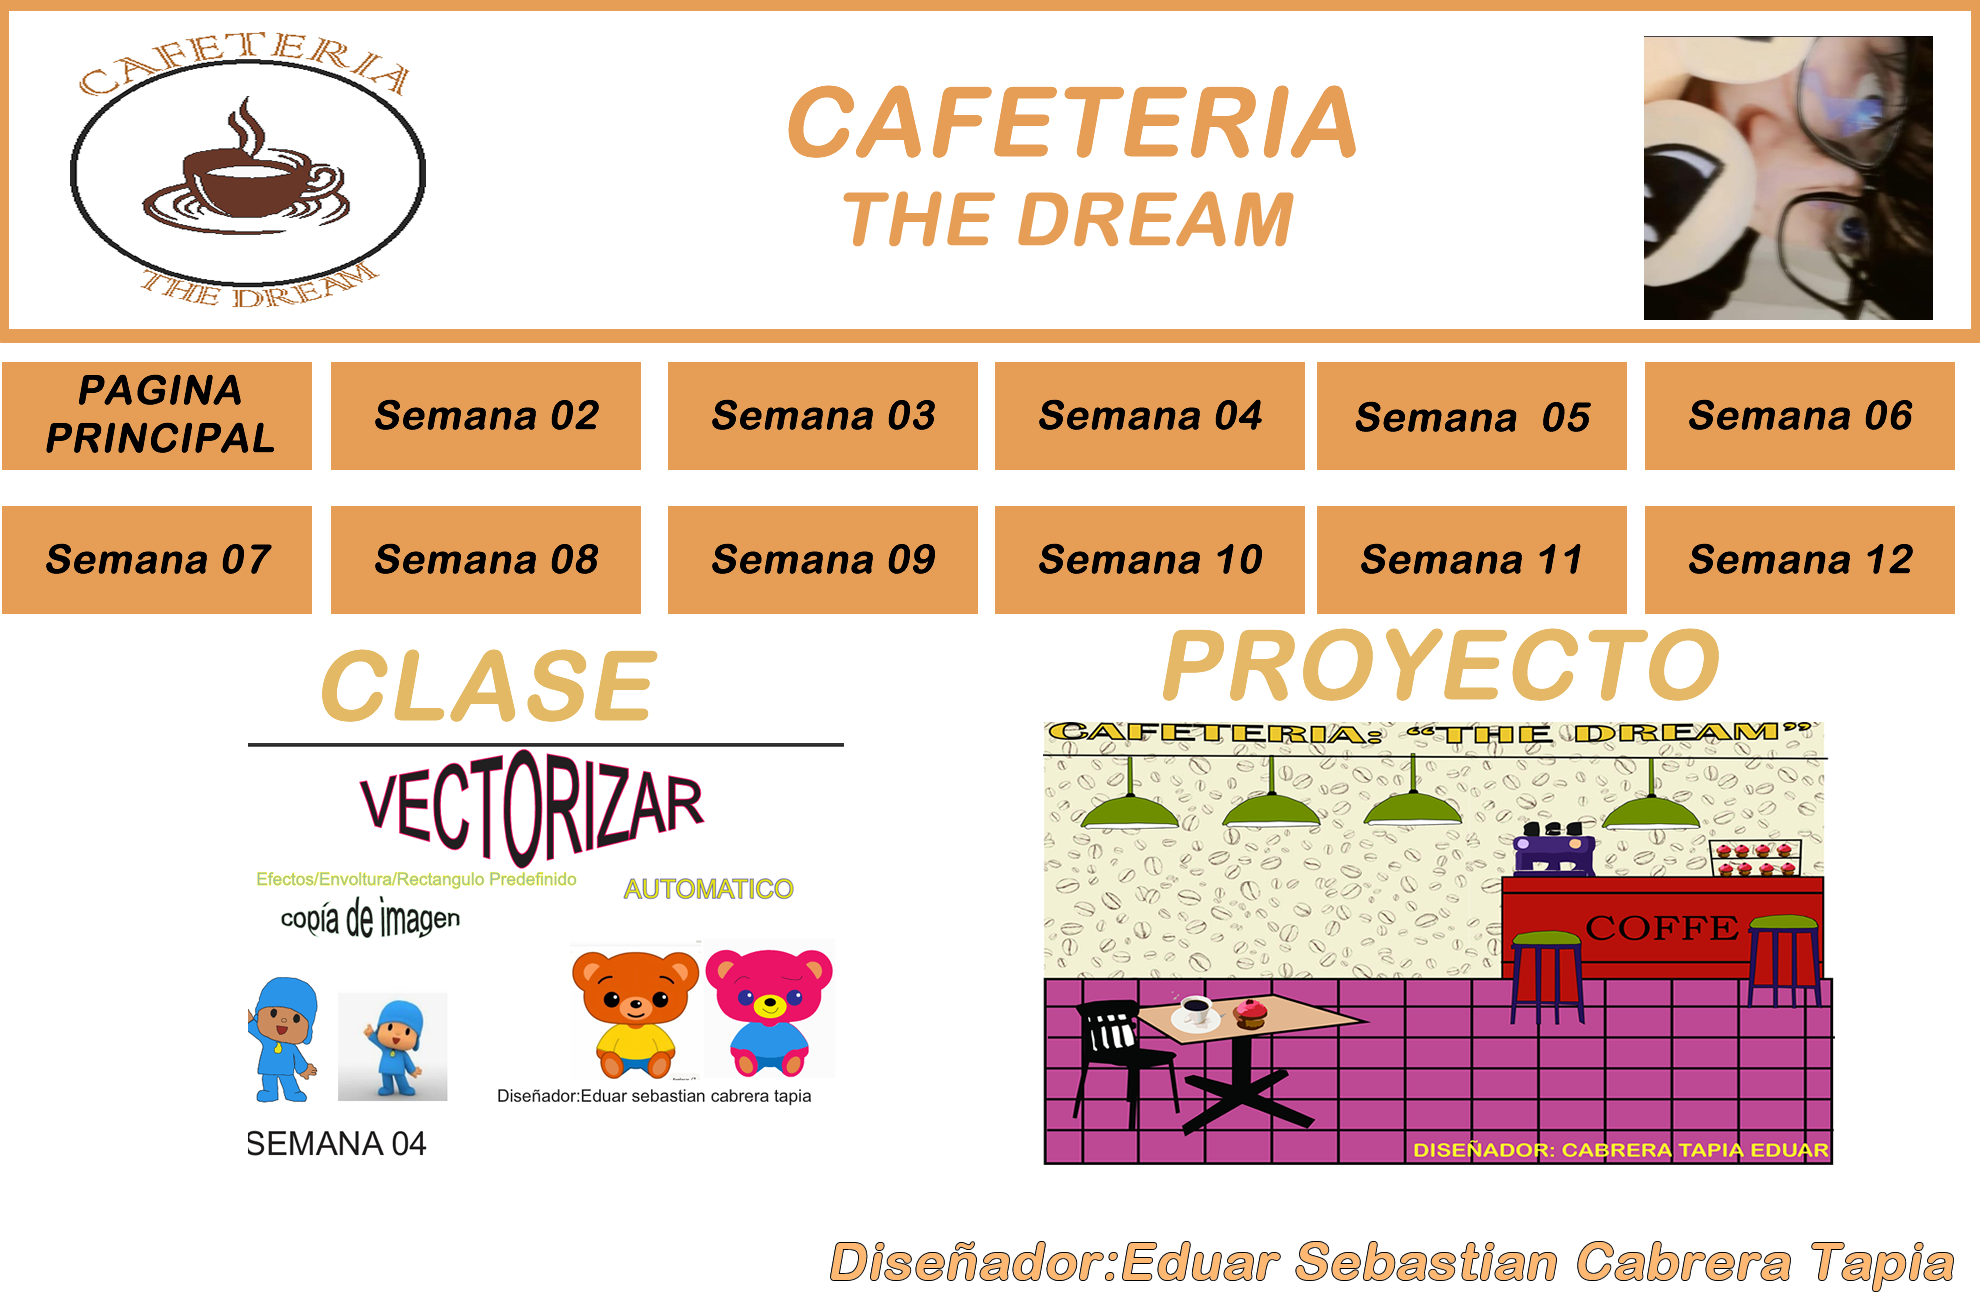 CAFETERIA
THE DREAM
CAFETERIA
THE DREAM
PAGINA
PRINCIPAL
Semana 02
Semana 03
Semana 04
Semana  05
Semana 06
Semana 07
Semana 08
Semana 09
Semana 10
Semana 11
Semana 12
CLASE
VECTORIZAR
Efectos/Envoltura/Rectangulo Predefinido
AUTOMATICO
copía de imagen
Diseñador:Eduar sebastian cabrera tapia
SEMANA 04
PROYECTO
CAFETERIA: “THE DREAM”
COFFE
DISEÑADOR: CABRERA TAPIA EDUAR
Diseñador:Eduar Sebastian Cabrera Tapia